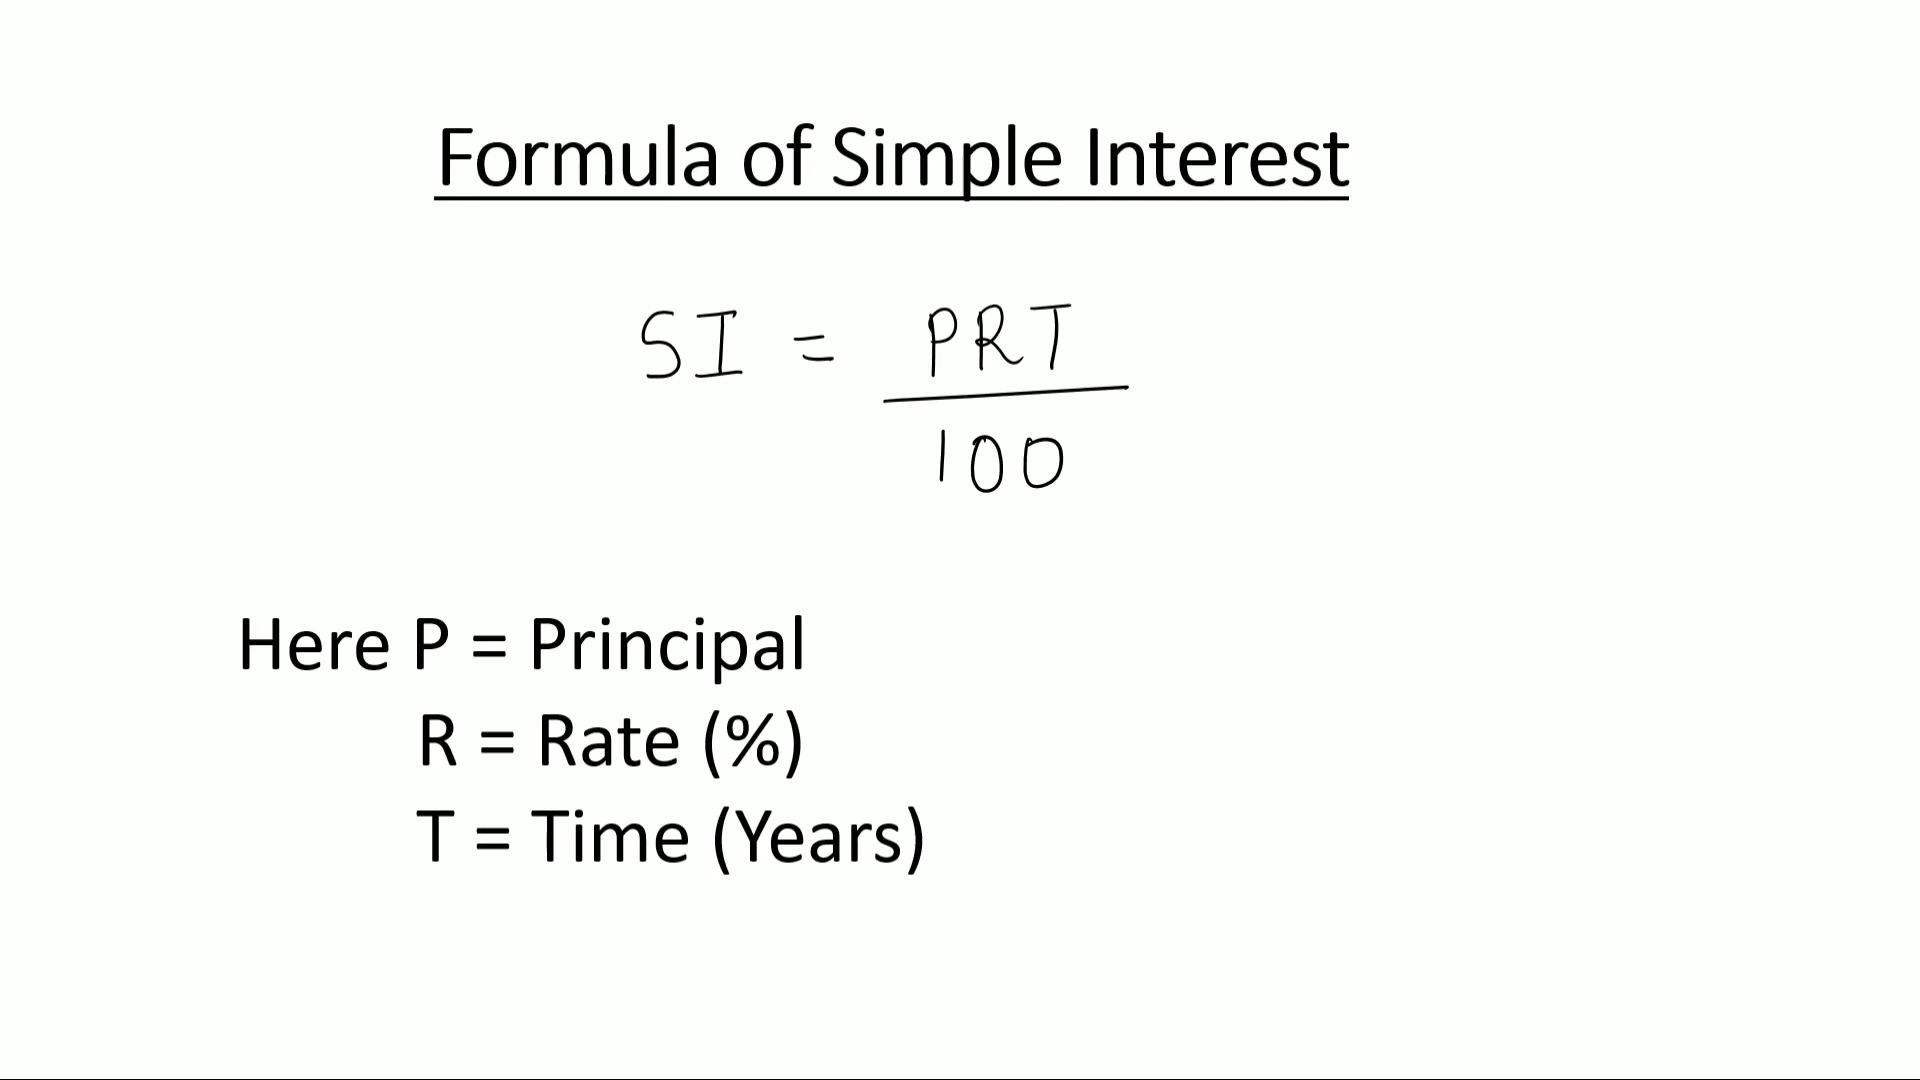 Formula of Simple Interest
SI = PRT
100
Here P = Principal
R = Rate (%)
T = Time (Years)